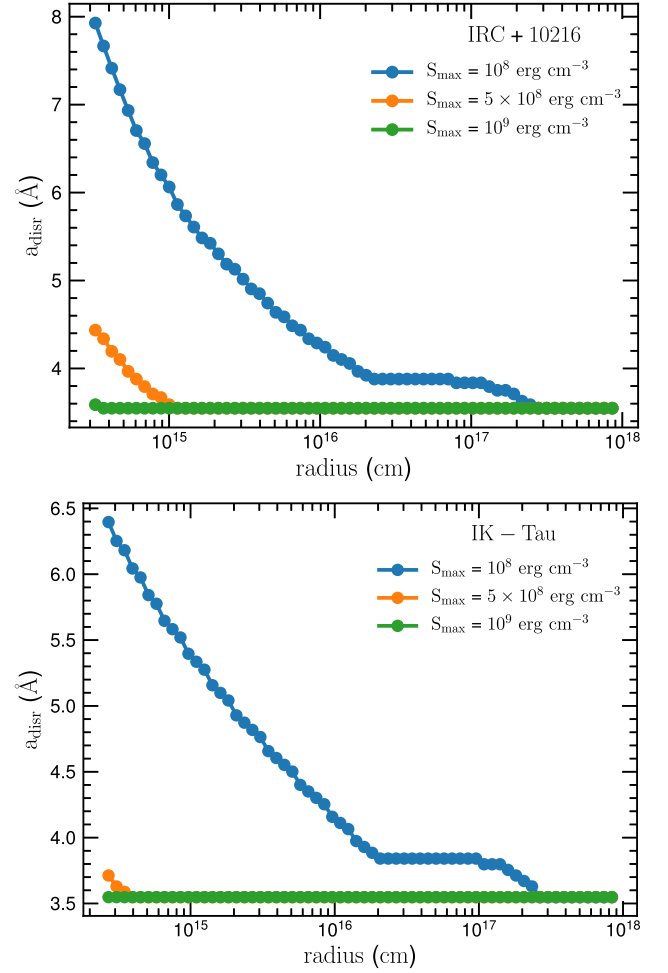 8
7
6
5
4
a_disr (Å)
IRC + 10216
S_max = 10^8 erg cm^−3
S_max = 5 × 10^8 erg cm^−3
S_max = 10^9 erg cm^−3
10^15 10^16 10^17 10^18
radius (cm)
6.5
6.0
5.5
5.0
4.5
4.0
3.5
a_disr (Å)
IK − Tau
S_max = 10^8 erg cm^−3
S_max = 5 × 10^8 erg cm^−3
S_max = 10^9 erg cm^−3
10^15 10^16 10^17 10^18
radius (cm)